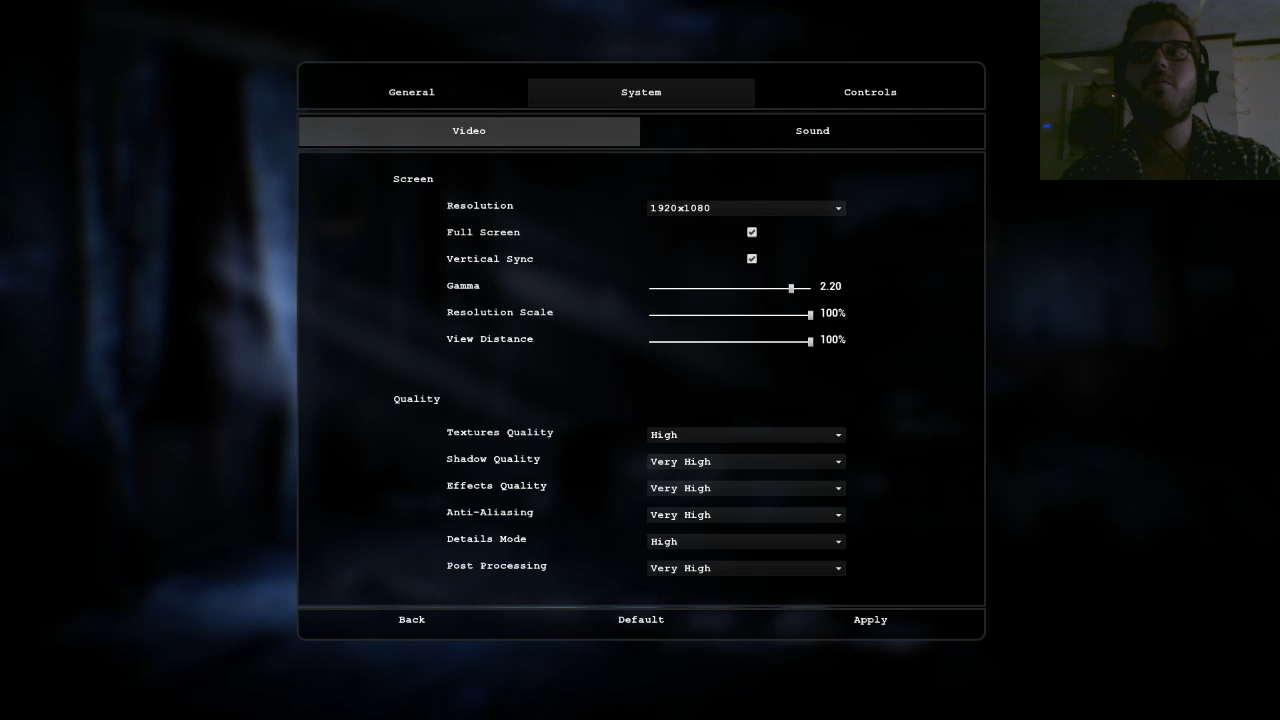 General System Controls
Video Sound
Screen
Resolution 1920x1080
Full Screen
Vertical Sync
Gamma 2.20
Resolution Scale 100%
View Distance 100%
Quality
Textures Quality High
Shadow Quality Very High
Effects Quality Very High
Anti-Aliasing Very High
Details Mode High
Post Processing Very High
Back Default Apply